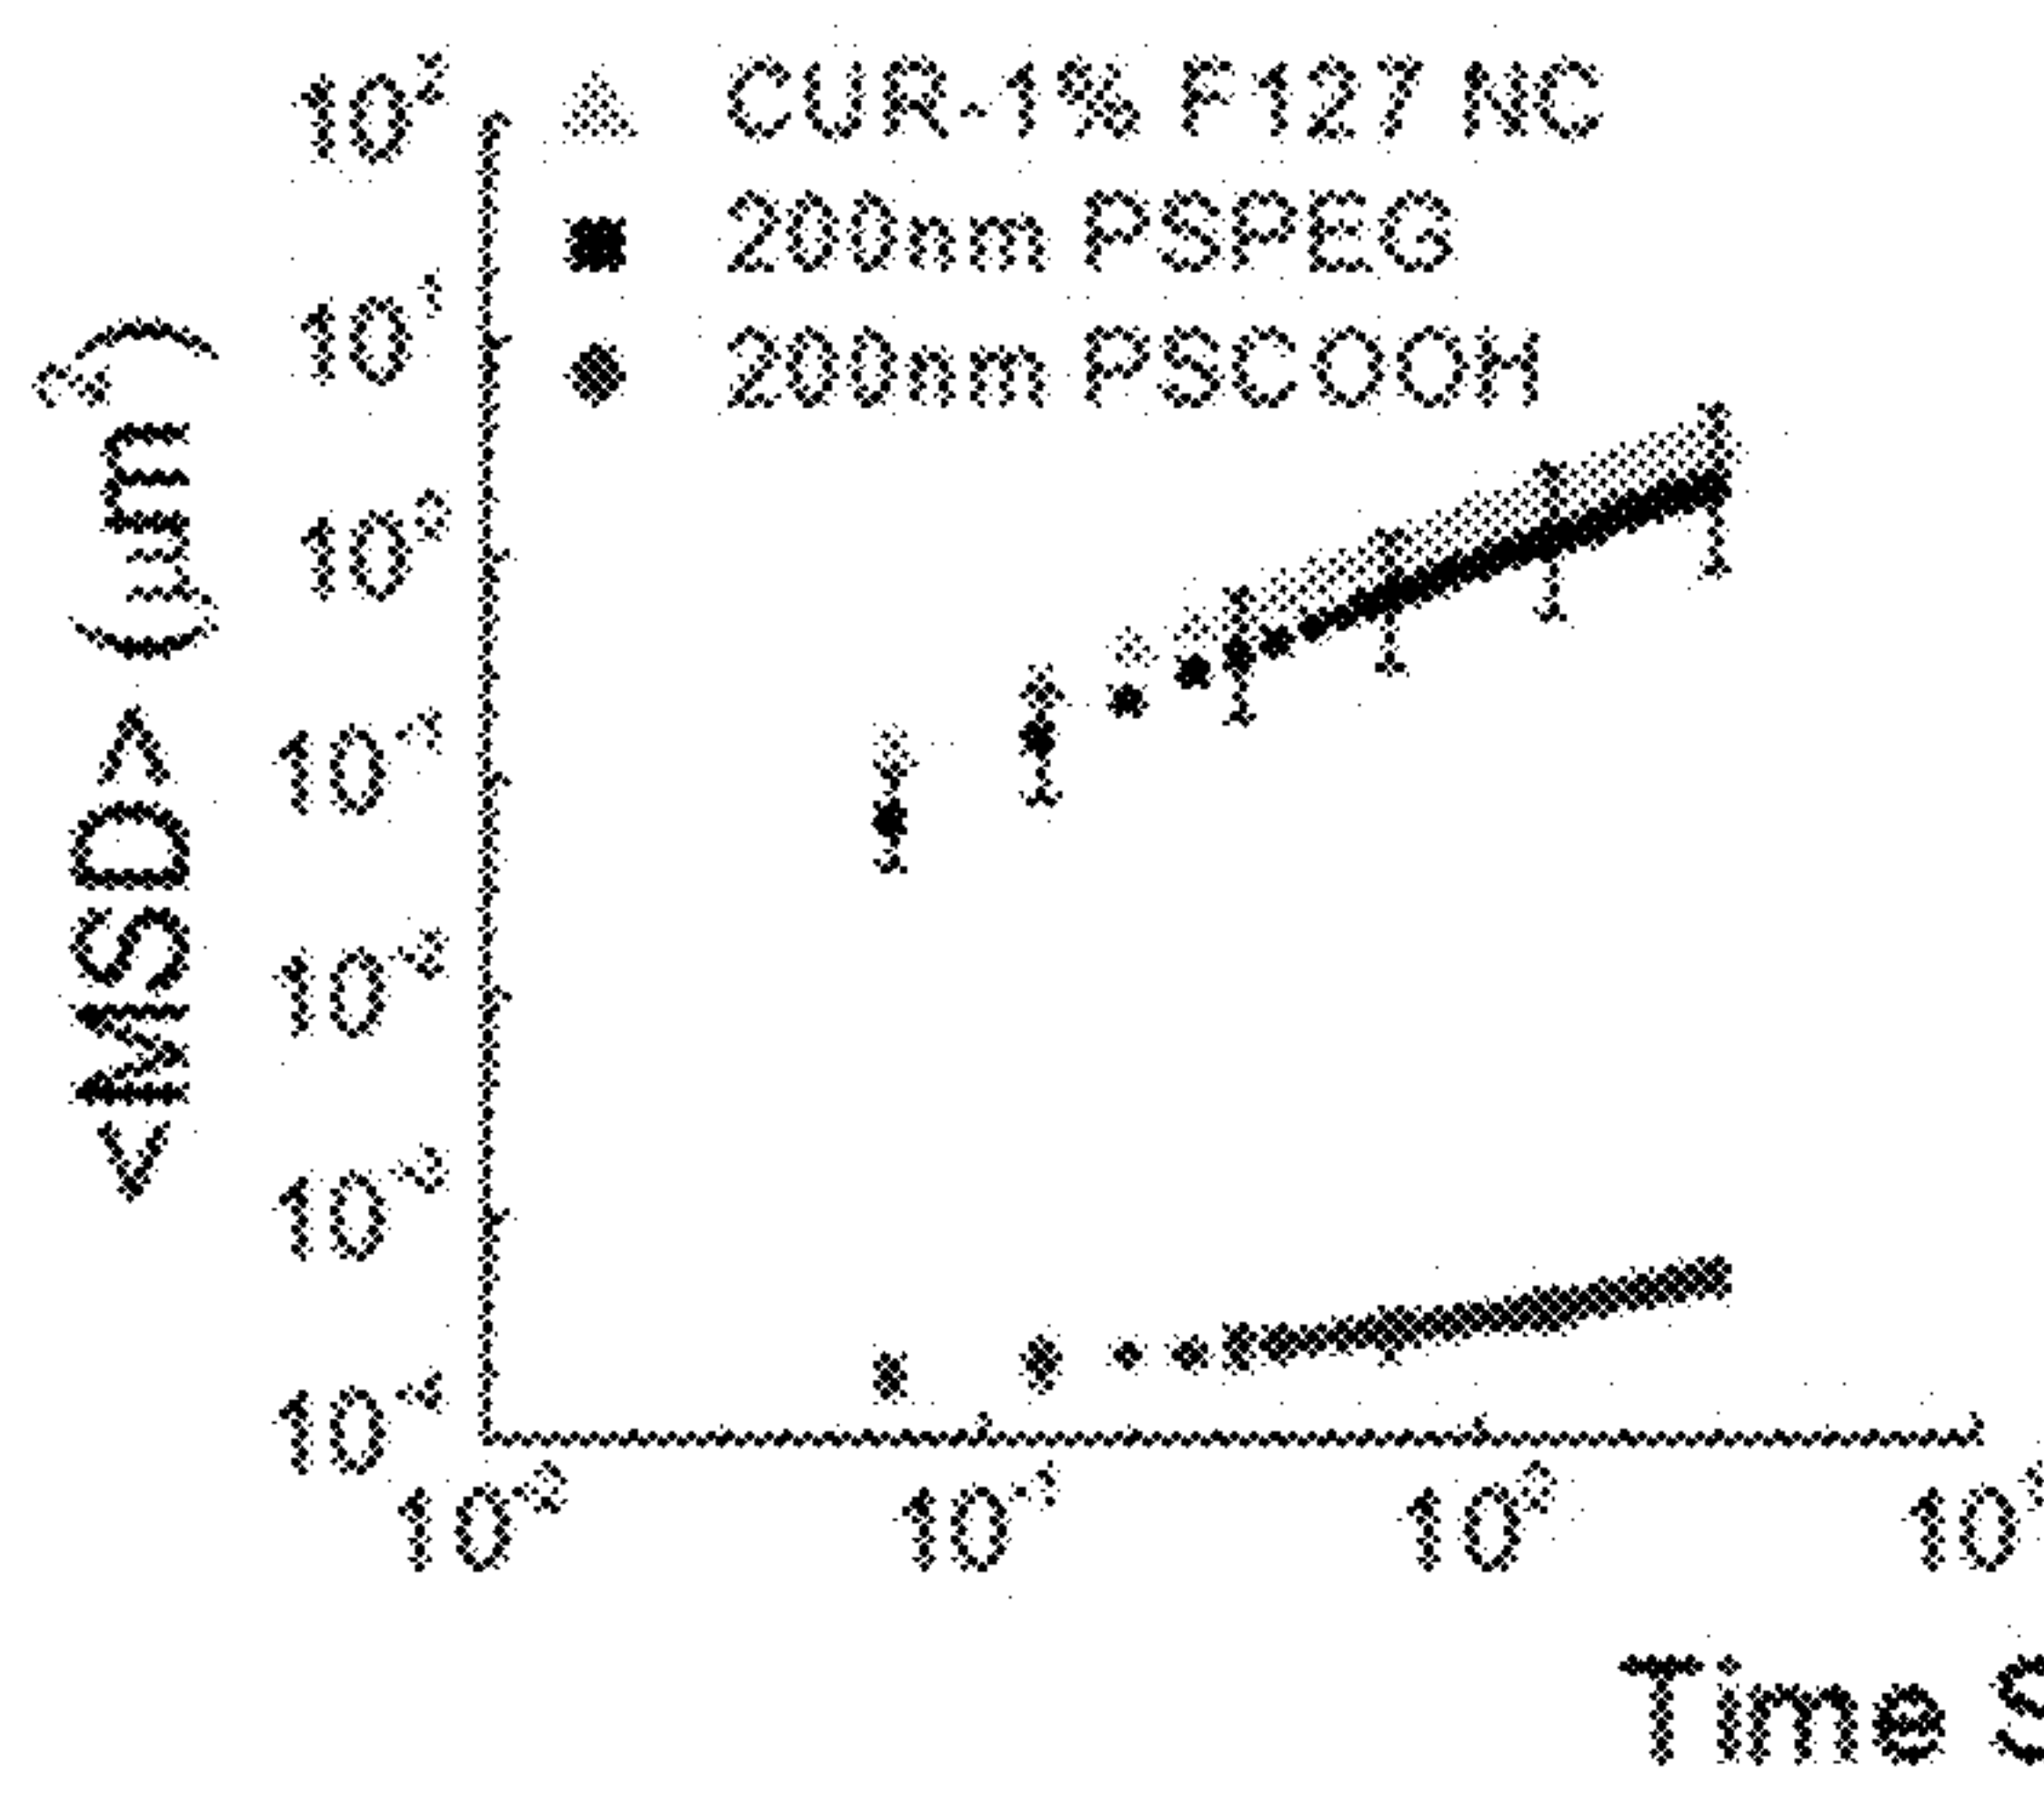 CUR-1% F127 NC
200nm PSPEG
200nm PSCOOH
<MSD> (µm²)
10²
10¹
10⁰
10⁻¹
10⁻²
10⁻³
10⁻⁴
10⁻² 10⁻¹ 10⁰ 10
Time